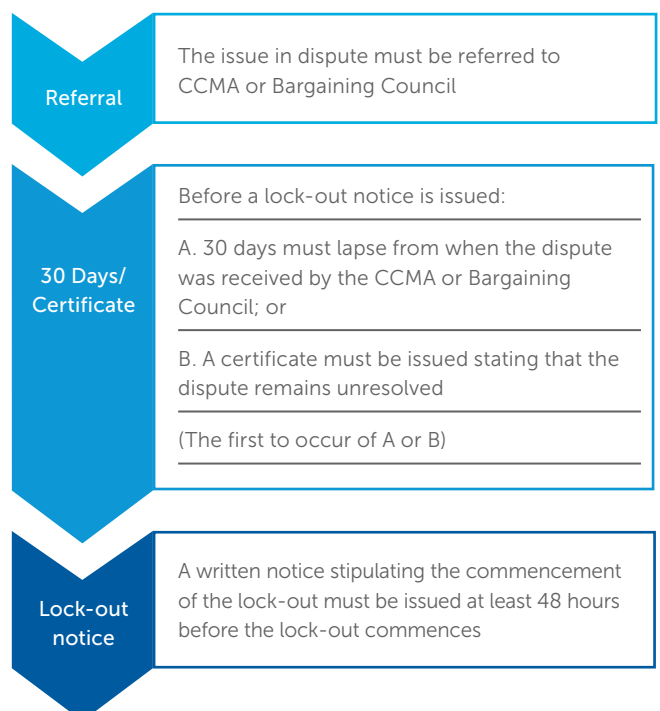 Referral
The issue in dispute must be referred to
CCMA or Bargaining Council
30 Days/
Certificate
Before a lock-out notice is issued:
A. 30 days must lapse from when the dispute
was received by the CCMA or Bargaining
Council; or
B. A certificate must be issued stating that the
dispute remains unresolved
(The first to occur of A or B)
Lock-out
notice
A written notice stipulating the commencement
of the lock-out must be issued at least 48 hours
before the lock-out commences